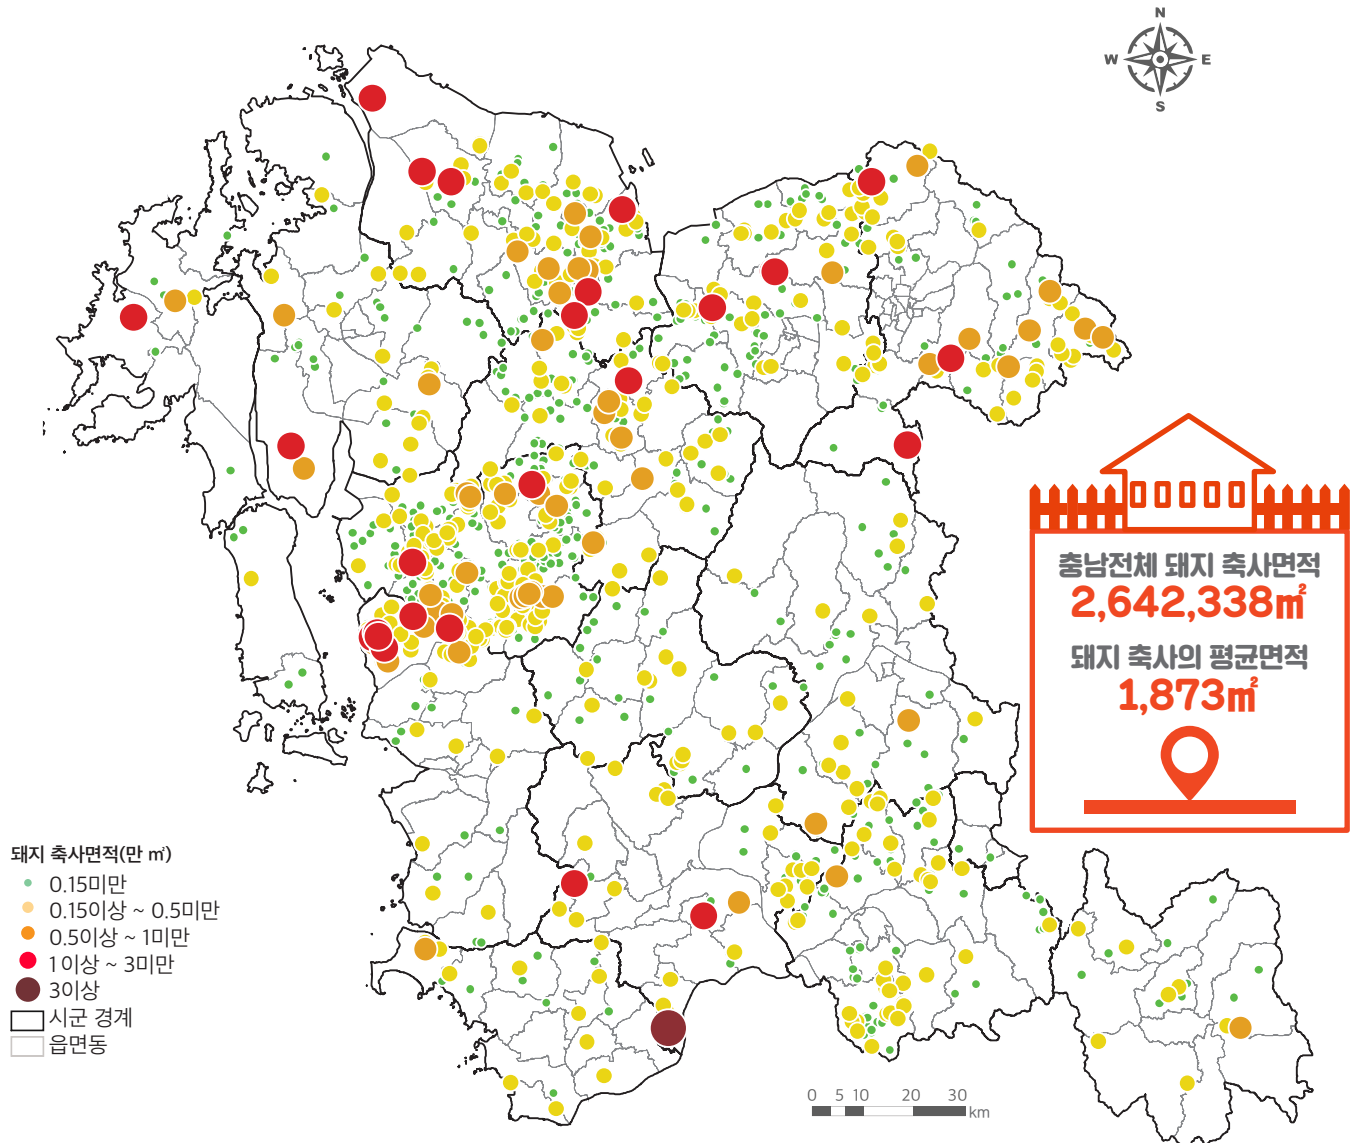 N
W
E
S
충남전체 돼지 축사면적
2,642,338㎡
돼지 축사의 평균면적
1,873㎡
돼지 축사면적(만 ㎡)
0.15미만
0.15이상 ~ 0.5미만
0.5이상 ~ 1미만
1이상 ~ 3미만
3이상
시군 경계
읍면동
0 5 10 20 30
km